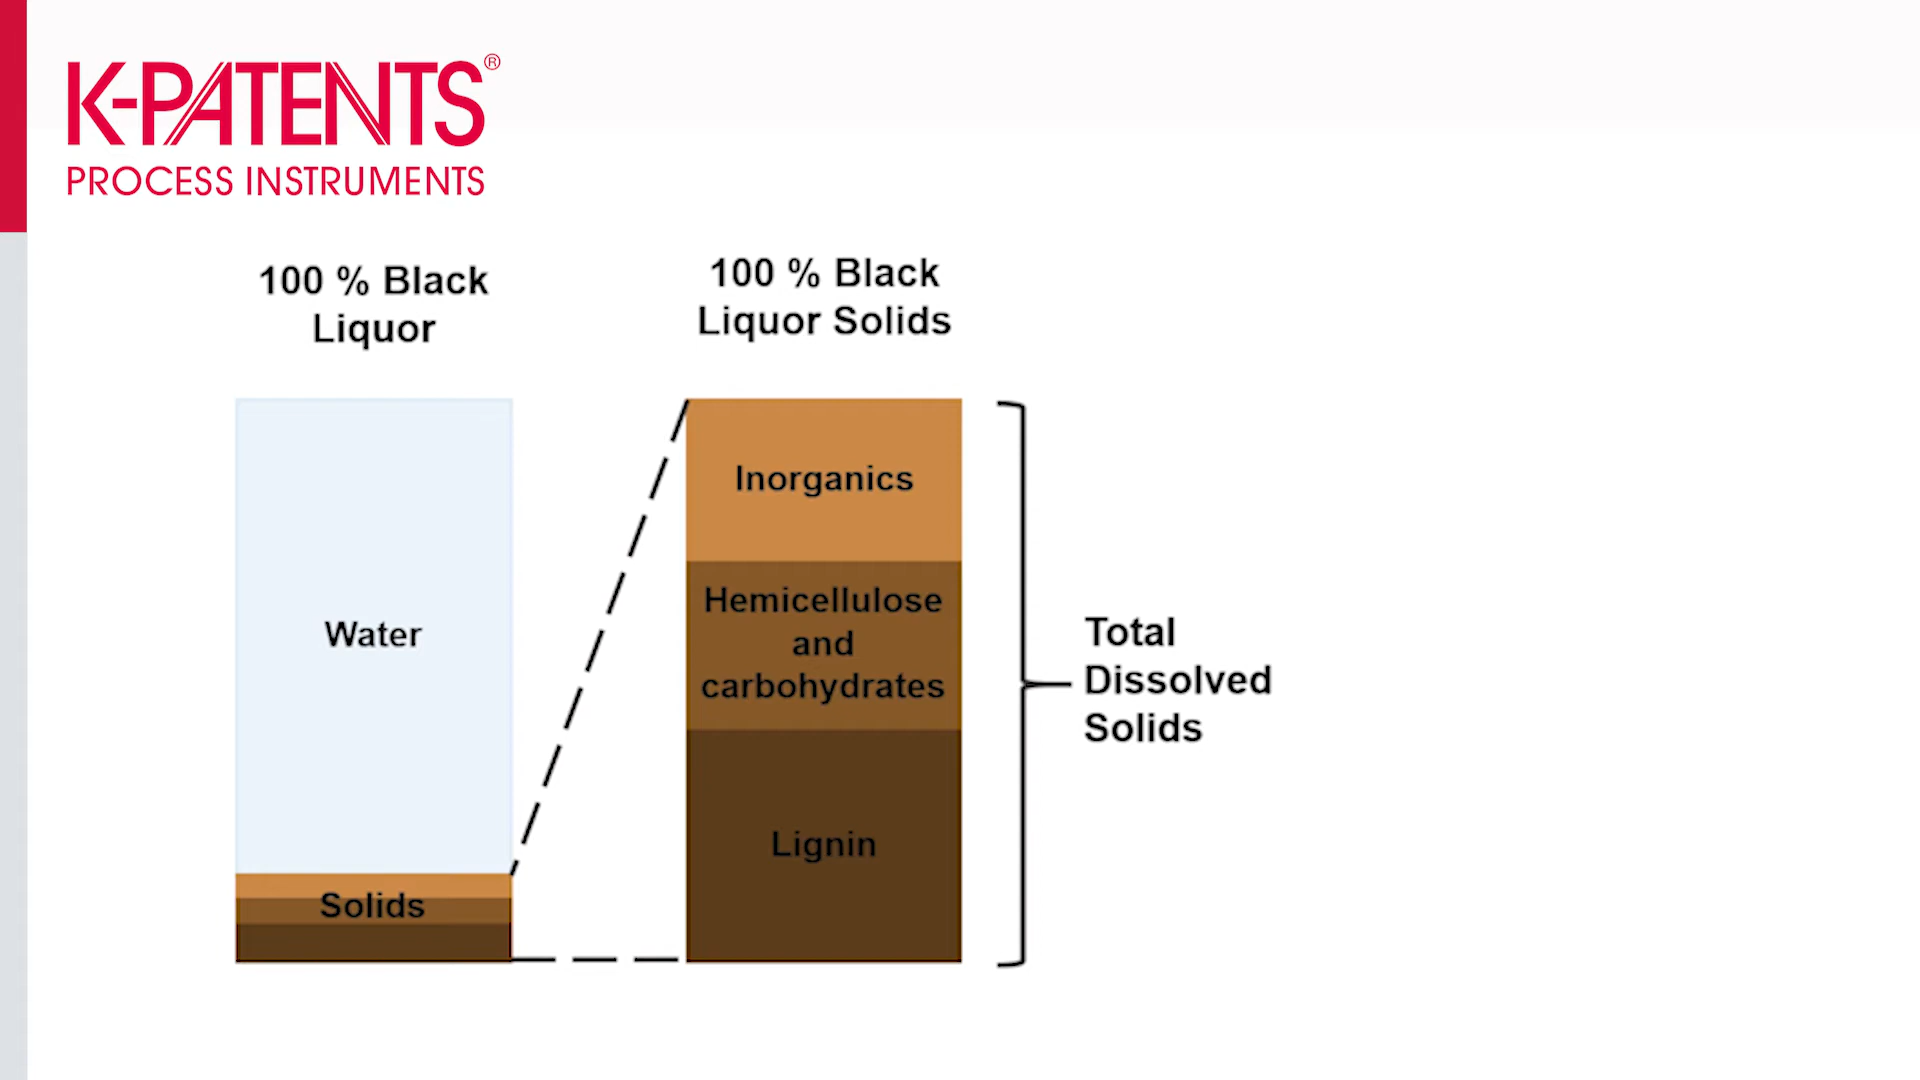 K-PATENTS®
PROCESS INSTRUMENTS
100 % Black
Liquor
100 % Black
Liquor Solids
Water
Solids
Inorganics
Hemicellulose
and
carbohydrates
Lignin
Total
Dissolved
Solids